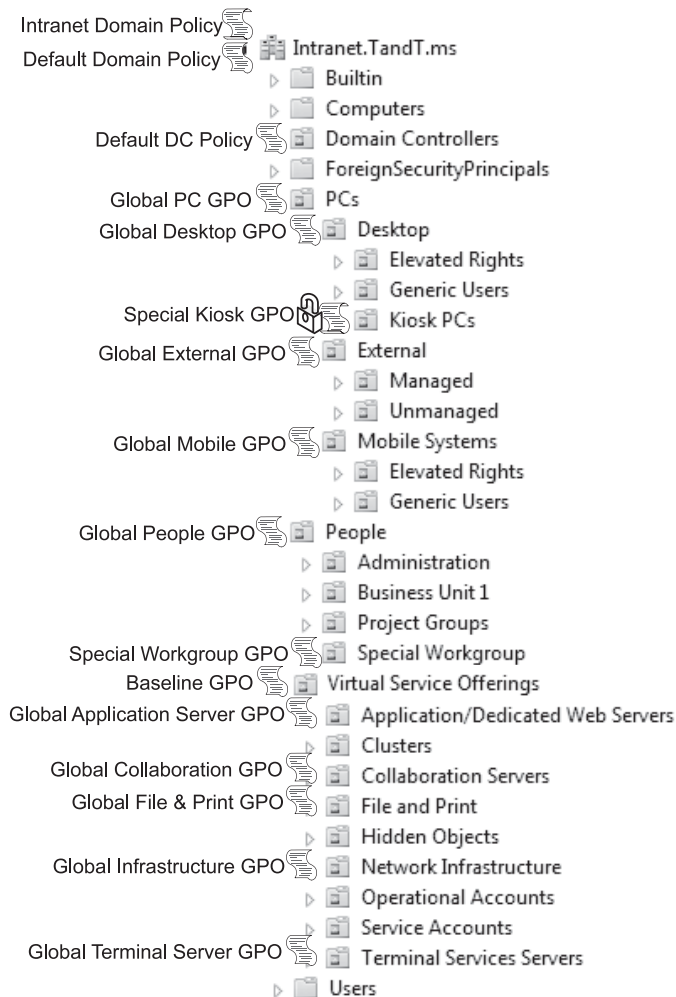 Intranet Domain Policy
Default Domain Policy Intranet.TandT.ms
Builtin
Computers
Default DC Policy Domain Controllers
ForeignSecurityPrincipals
Global PC GPO PCs
Global Desktop GPO Desktop
Elevated Rights
Generic Users
Special Kiosk GPO Kiosk PCs
Global External GPO External
Managed
Unmanaged
Global Mobile GPO Mobile Systems
Elevated Rights
Generic Users
Global People GPO People
Administration
Business Unit 1
Project Groups
Special Workgroup GPO Special Workgroup
Baseline GPO Virtual Service Offerings
Global Application Server GPO Application/Dedicated Web Servers
Clusters
Global Collaboration GPO Collaboration Servers
Global File & Print GPO File and Print
Hidden Objects
Global Infrastructure GPO Network Infrastructure
Operational Accounts
Service Accounts
Global Terminal Server GPO Terminal Services Servers
Users